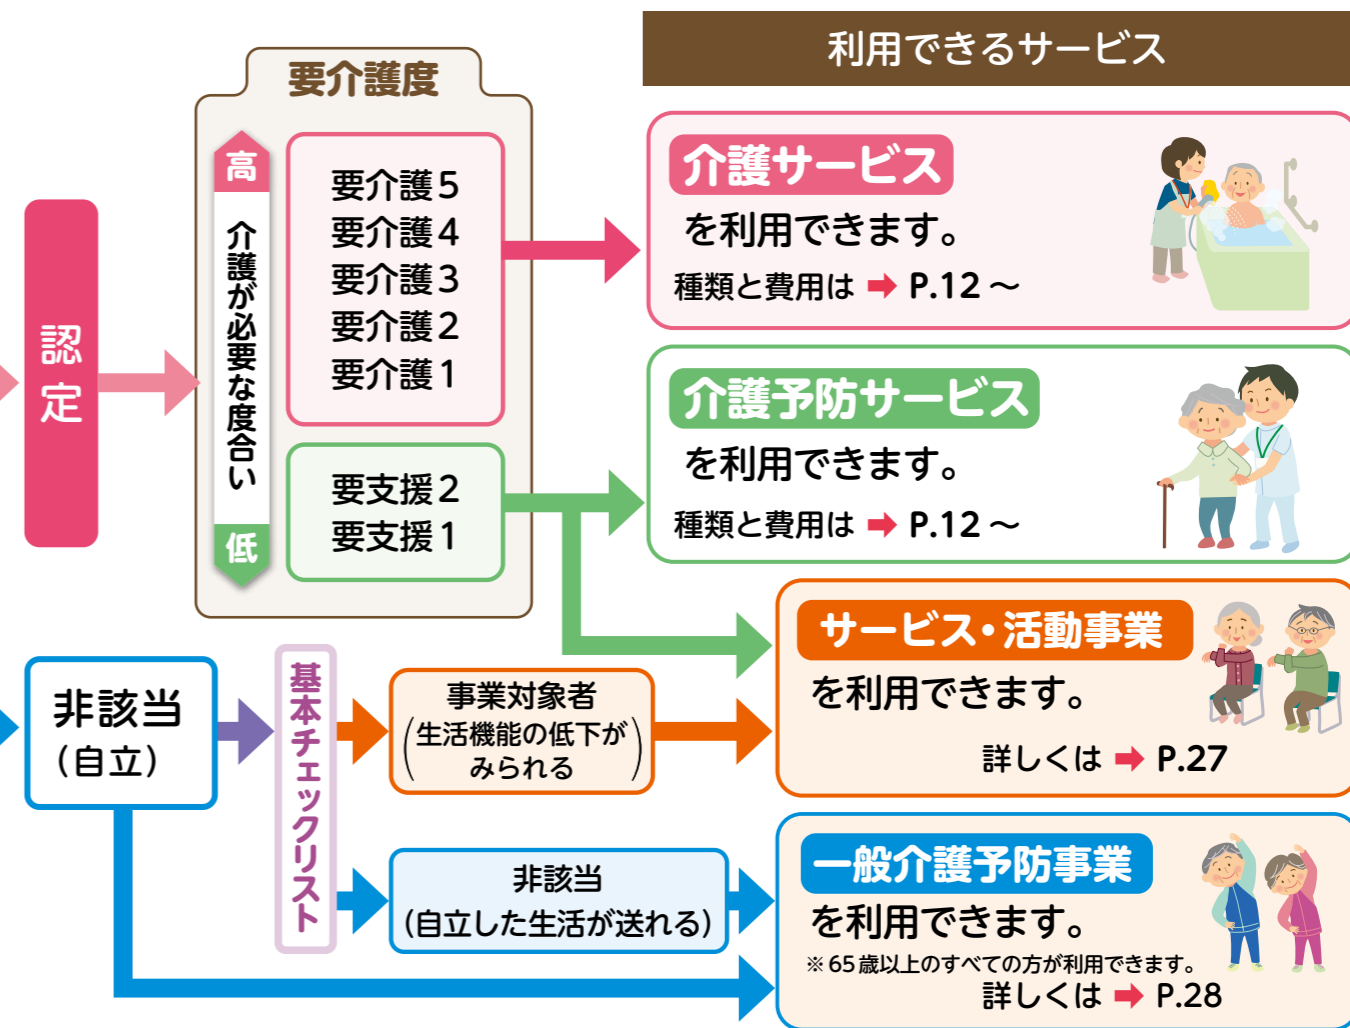 利用できるサービス
要介護度
高
介護が必要な度合い
低
認定
要介護5
要介護4
要介護3
要介護2
要介護1
要支援2
要支援1
介護サービス
を利用できます。
種類と費用は ➡ P.12 ～
介護予防サービス
を利用できます。
種類と費用は ➡ P.12 ～
サービス・活動事業
を利用できます。
詳しくは ➡ P.27
非該当
(自立)
基本チェックリスト
事業対象者
(生活機能の低下が
みられる)
非該当
(自立した生活が送れる)
一般介護予防事業
を利用できます。
※65歳以上のすべての方が利用できます。
詳しくは ➡ P.28